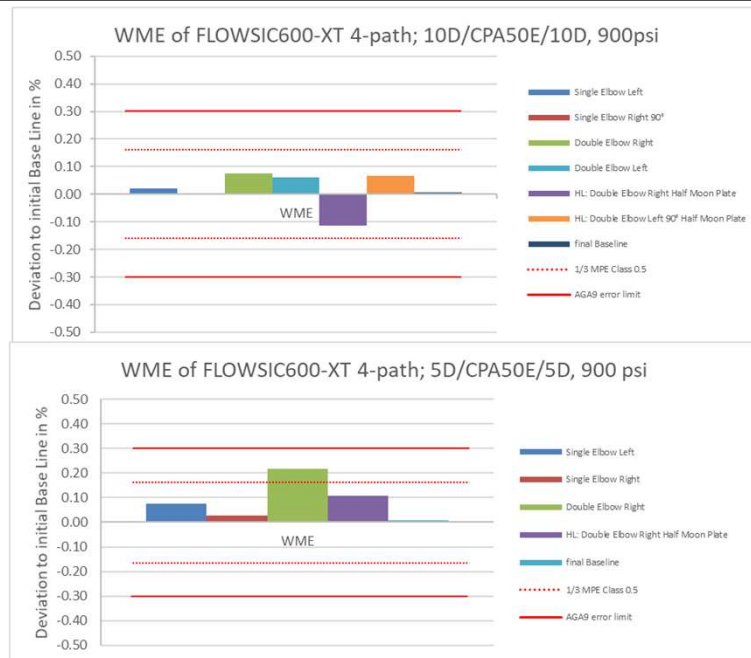 WME of FLOWSIC600-XT 4-path; 10D/CPA50E/10D, 900psi
Deviation to initial Base Line in %
0.50
0.40
0.30
0.20
0.10
0.00
-0.10
-0.20
-0.30
-0.40
-0.50
WME
Single Elbow Left
Single Elbow Right 90°
Double Elbow Right
Double Elbow Left
HL: Double Elbow Right Half Moon Plate
HL: Double Elbow Left 90° Half Moon Plate
final Baseline
1/3 MPE Class 0.5
AGA9 error limit
WME of FLOWSIC600-XT 4-path; 5D/CPA50E/5D, 900 psi
Deviation to initial Base Line in %
0.50
0.40
0.30
0.20
0.10
0.00
-0.10
-0.20
-0.30
-0.40
-0.50
WME
Single Elbow Left
Single Elbow Right
Double Elbow Right
HL: Double Elbow Right Half Moon Plate
final Baseline
1/3 MPE Class 0.5
AGA9 error limit